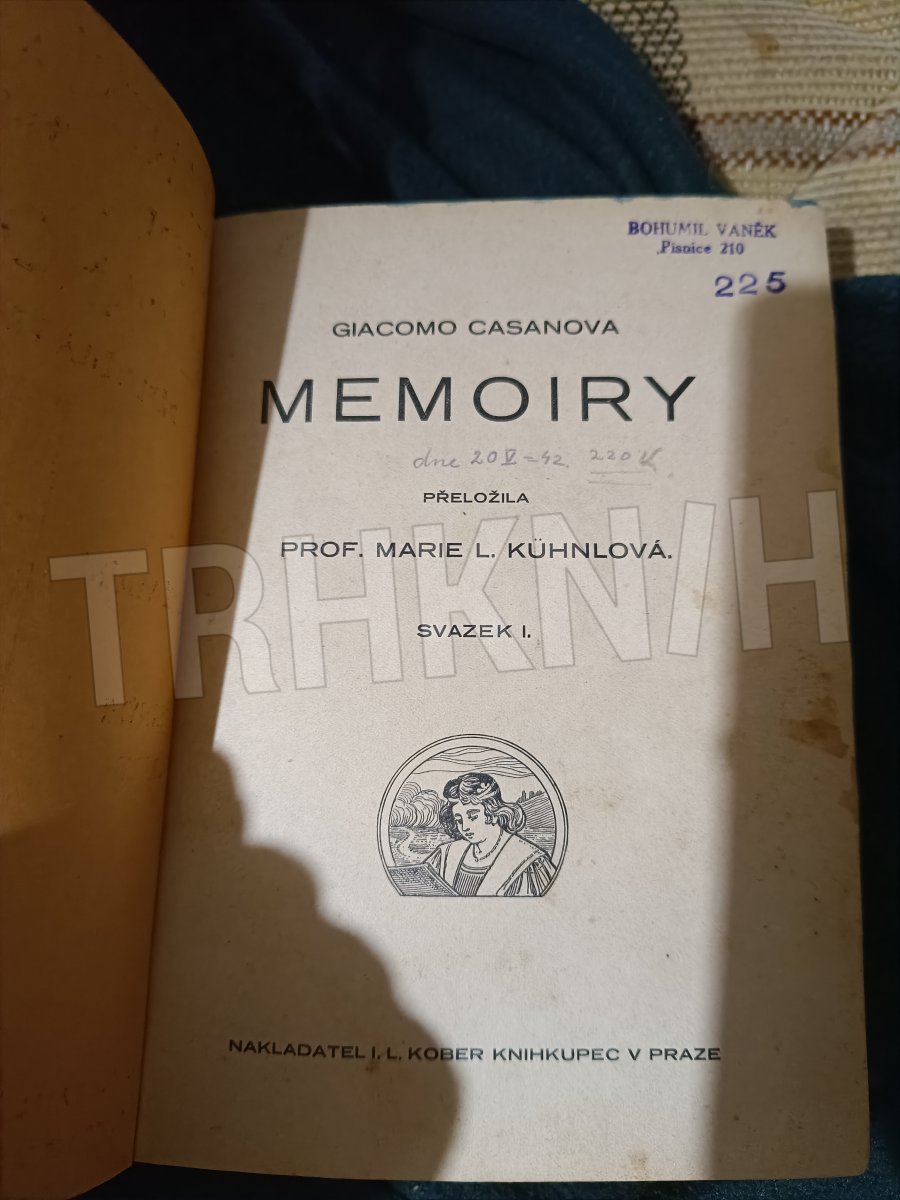 BOHUMIL VANĚK
Pisnice 210
225
GIACOMO CASANOVA
MEMOIRY
dne 20 V = 42. 220 K
PŘELOŽILA
PROF. MARIE L. KÜHNLOVÁ.
SVAZEK I.
NAKLADATEL I. L. KOBER KNIHKUPEC V PRAZE
TRHKNIH